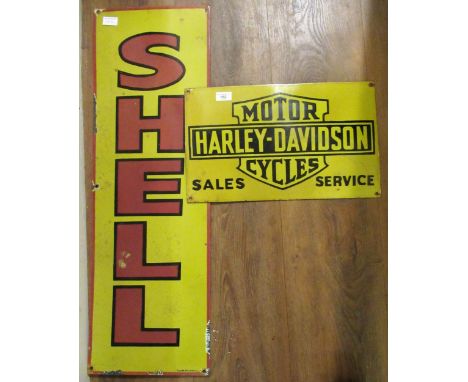 SHELL
MOTOR
HARLEY-DAVIDSON
CYCLES
SALES SERVICE